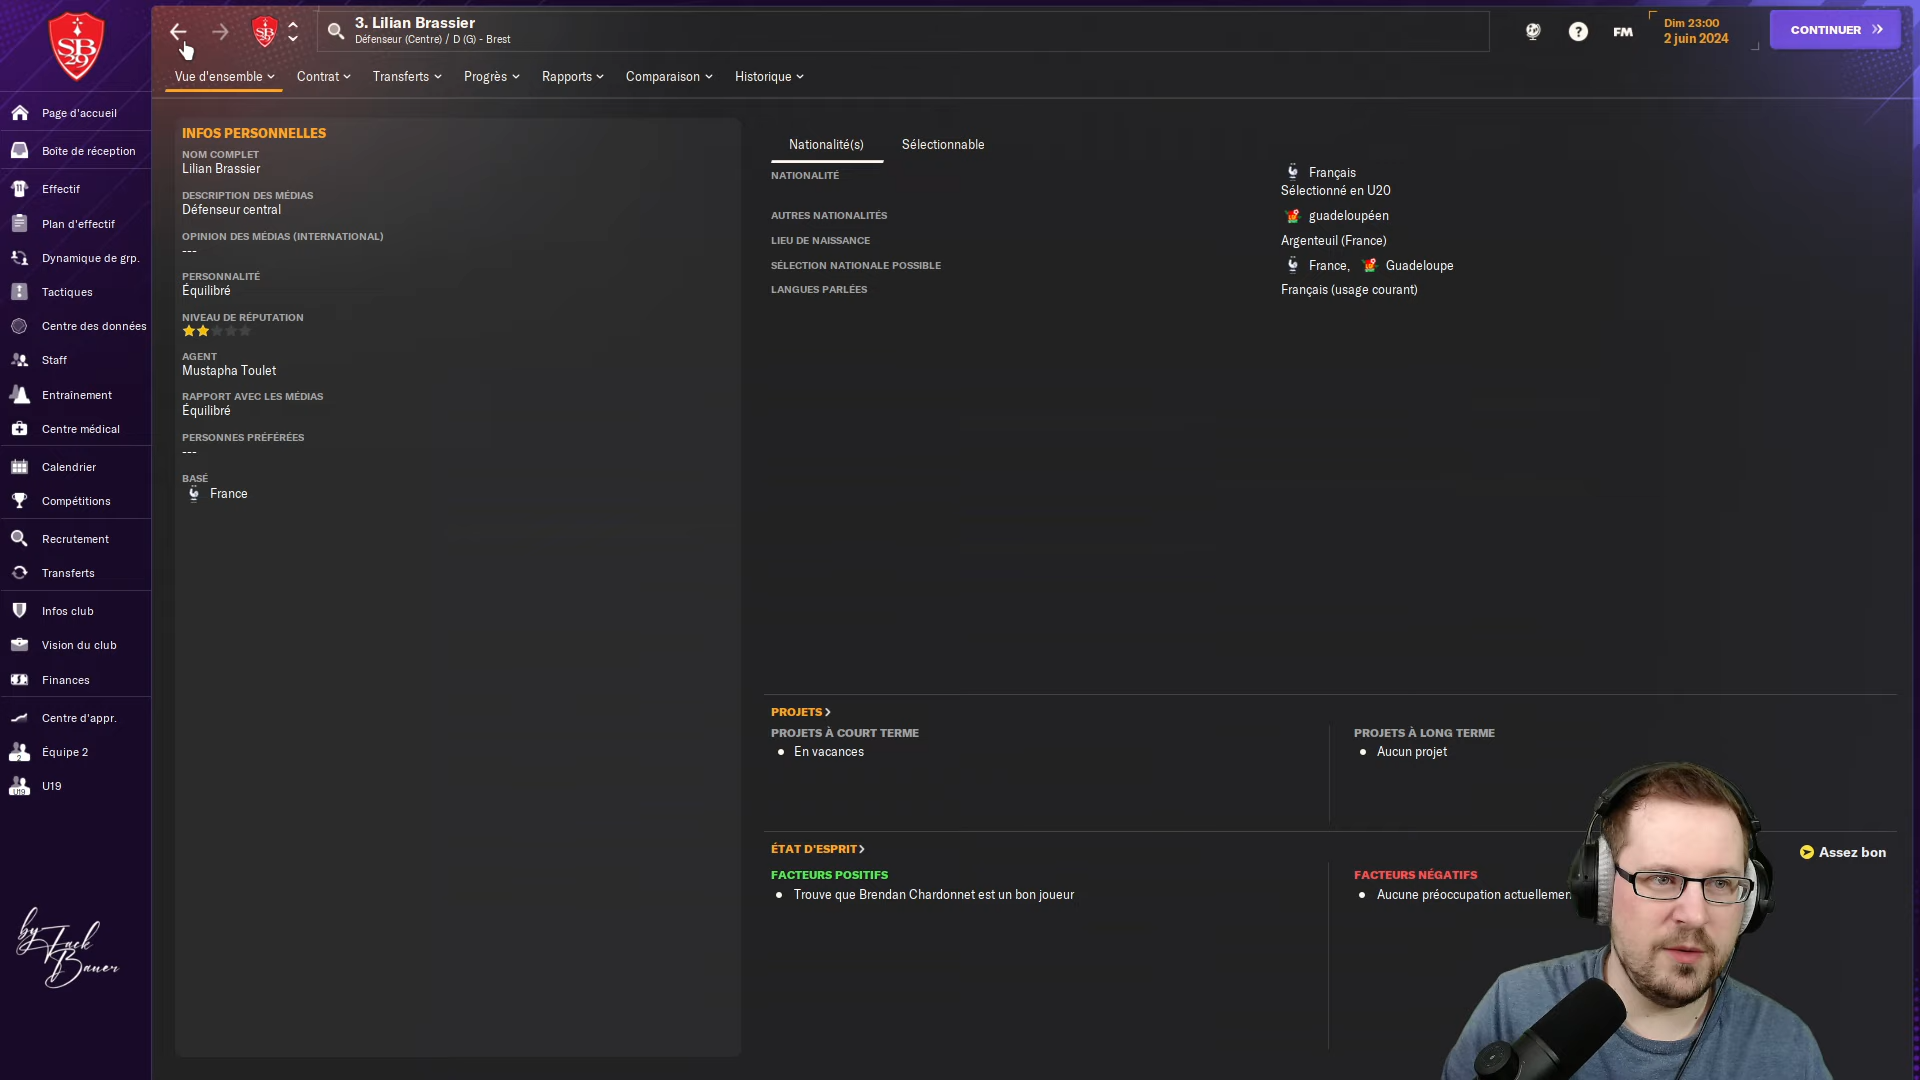 3. Lilian Brassier
Défenseur (Centre) / D (G) - Brest
FM
Dim 23:00
2 juin 2024
CONTINUER
SB
29
Vue d'ensemble
Contrat
Transferts
Progrès
Rapports
Comparaison
Historique
Page d'accueil
Boîte de réception
Effectif
Plan d'effectif
Dynamique de grp.
Tactiques
Centre des données
Staff
Entraînement
Centre médical
Calendrier
Compétitions
Recrutement
Transferts
Infos club
Vision du club
Finances
Centre d'appr.
Équipe 2
U19
INFOS PERSONNELLES
NOM COMPLET
Lilian Brassier
DESCRIPTION DES MÉDIAS
Défenseur central
OPINION DES MÉDIAS (INTERNATIONAL)
---
PERSONNALITÉ
Équilibré
NIVEAU DE RÉPUTATION
AGENT
Mustapha Toulet
RAPPORT AVEC LES MÉDIAS
Équilibré
PERSONNES PRÉFÉRÉES
---
BASÉ
France
Nationalité(s)
Sélectionnable
NATIONALITÉ
Français
Sélectionné en U20
AUTRES NATIONALITÉS
guadeloupéen
LIEU DE NAISSANCE
Argenteuil (France)
SÉLECTION NATIONALE POSSIBLE
France, Guadeloupe
LANGUES PARLÉES
Français (usage courant)
PROJETS
PROJETS À COURT TERME
En vacances
PROJETS À LONG TERME
Aucun projet
ÉTAT D'ESPRIT
Assez bon
FACTEURS POSITIFS
Trouve que Brendan Chardonnet est un bon joueur
FACTEURS NÉGATIFS
Aucune préoccupation actuellemen
by Jack
Bauer